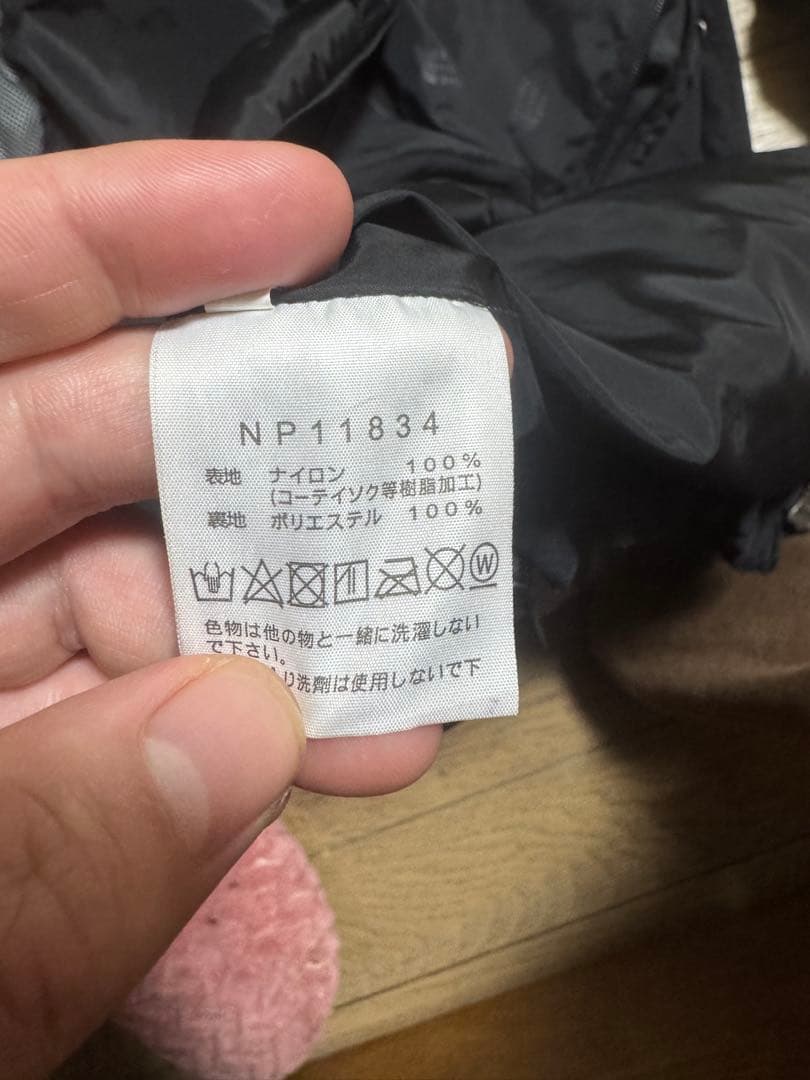 NP11834
表地 ナイロン 100%
(コーテイソク等樹脂加工)
裏地 ポリエステル 100%
W
色物は他の物と一緒に洗濯しない
で下さい。
り洗剤は使用しないで下